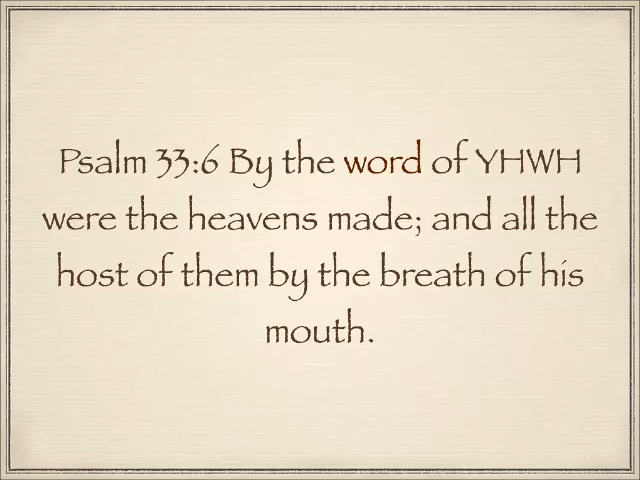 Psalm 33:6 By the word of YHWH
were the heavens made; and all the
host of them by the breath of his
mouth.